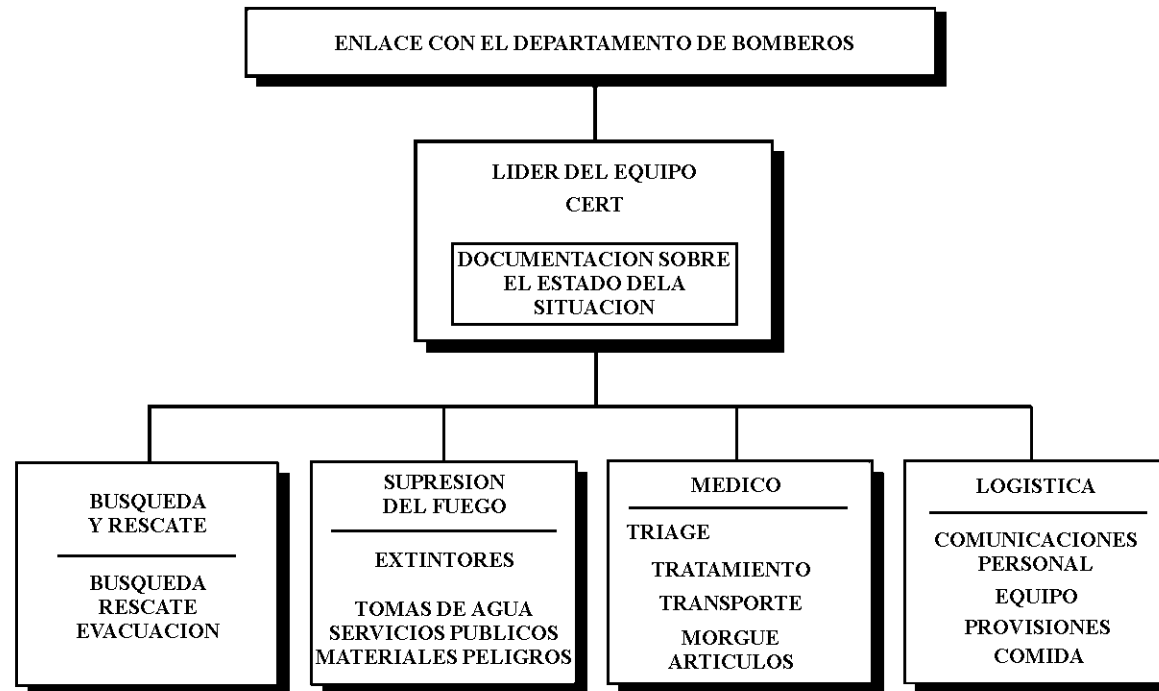 ENLACE CON EL DEPARTAMENTO DE BOMBEROS
LIDER DEL EQUIPO
CERT
DOCUMENTACION SOBRE
EL ESTADO DELA
SITUACION
BUSQUEDA
Y RESCATE
BUSQUEDA
RESCATE
EVACUACION
SUPRESION
DEL FUEGO
EXTINTORES
TOMAS DE AGUA
SERVICIOS PUBLICOS
MATERIALES PELIGROS
MEDICO
TRIAGE
TRATAMIENTO
TRANSPORTE
MORGUE
ARTICULOS
LOGISTICA
COMUNICACIONES
PERSONAL
EQUIPO
PROVISIONES
COMIDA